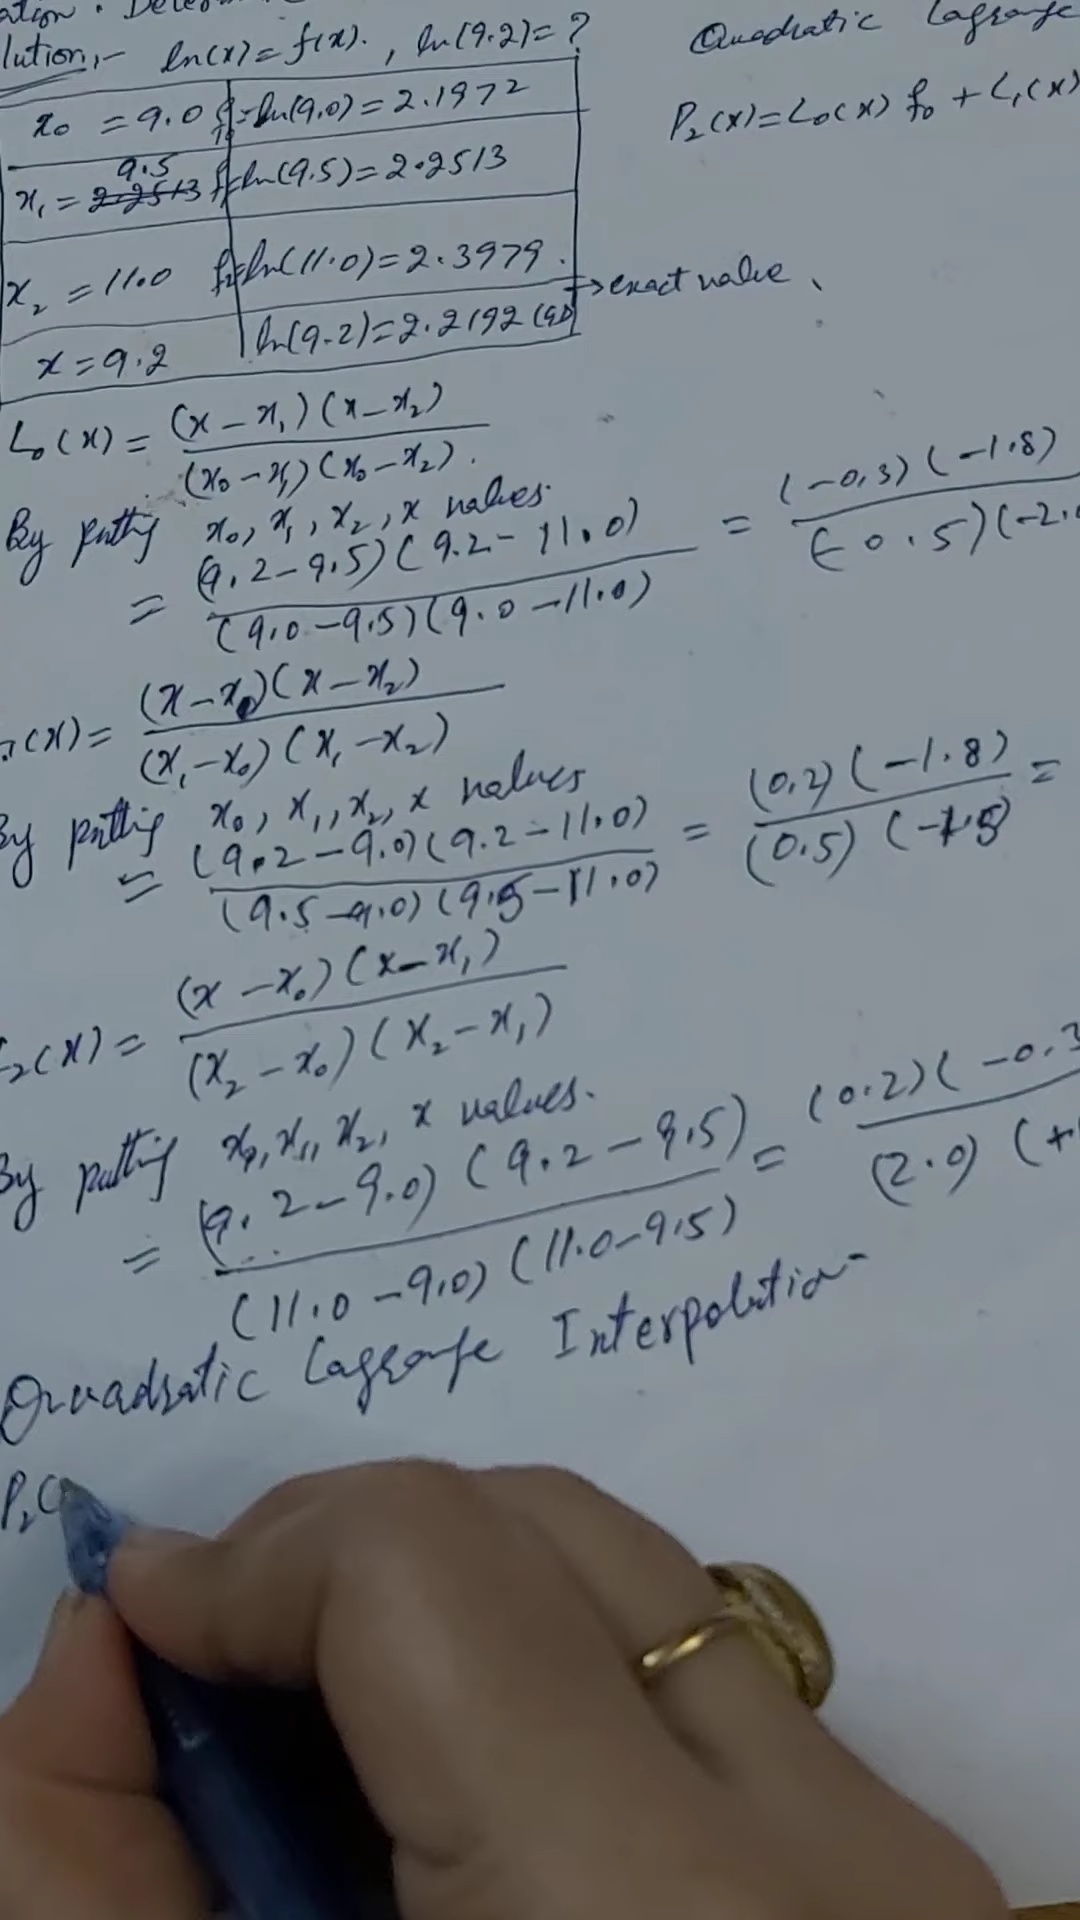 lution,- ln(x)=f(x). , ln(9.2)=?
Quadratic Lagrange
P₂(x)=L₀(x) f₀ + L₁(x)
x₀ =9.0 f₀=ln(9.0)=2.1972
x₁ = 9.5 f₁=ln(9.5)=2.2513
x₂ =11.0 f₂=ln(11.0)=2.3979.
→exact value.
x=9.2 ln(9.2)=2.2192 (4D)
L₀(x)= (x-x₁)(x-x₂)
(x₀-x₁)(x₀-x₂).
By putting x₀, x₁, x₂, x values.
= (9.2-9.5)(9.2-11.0) = (-0.3)(-1.8)
(9.0-9.5)(9.0-11.0) (-0.5)(-2.
(x)= (x-x₀)(x-x₂)
(x₁-x₀)(x₁-x₂)
By putting x₀, x₁, x₂, x values
= (9.2-9.0)(9.2-11.0) = (0.2)(-1.8) =
(9.5-9.0)(9.5-11.0) (0.5)(-1.5)
₂(x)= (x-x₀)(x-x₁)
(x₂-x₀)(x₂-x₁)
By putting x₀, x₁, x₂, x values.
= (9.2-9.0)(9.2-9.5) = (0.2)(-0.3
(11.0-9.0)(11.0-9.5) (2.0)(+
Quadratic Lagrange Interpolation
P₂(